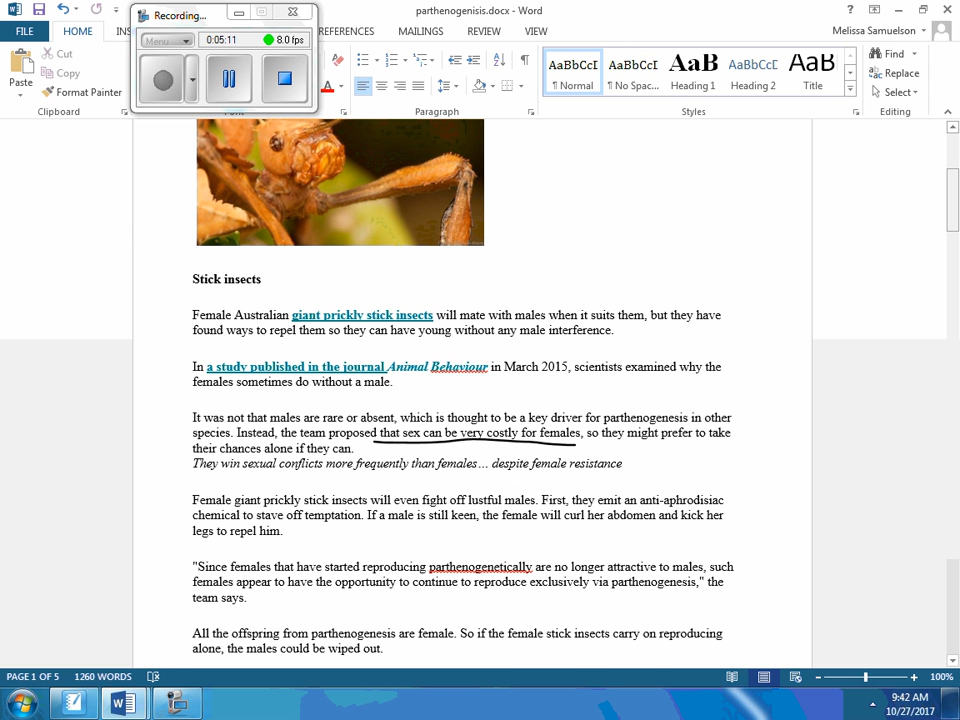 Recording...
parthenogenisis.docx - Word
FILE
HOME
INS
REFERENCES
MAILINGS
REVIEW
VIEW
Melissa Samuelson
Menu
0:05:11
8.0 fps
Paste
Cut
Copy
Format Painter
Clipboard
Paragraph
AaBbCcI
¶ Normal
AaBbCcI
¶ No Spac...
AaB
Heading 1
AaBbCcI
Heading 2
AaB
Title
Styles
Find
Replace
Select
Editing
Stick insects
Female Australian giant prickly stick insects will mate with males when it suits them, but they have
found ways to repel them so they can have young without any male interference.
In a study published in the journal Animal Behaviour in March 2015, scientists examined why the
females sometimes do without a male.
It was not that males are rare or absent, which is thought to be a key driver for parthenogenesis in other
species. Instead, the team proposed that sex can be very costly for females, so they might prefer to take
their chances alone if they can.
They win sexual conflicts more frequently than females… despite female resistance
Female giant prickly stick insects will even fight off lustful males. First, they emit an anti-aphrodisiac
chemical to stave off temptation. If a male is still keen, the female will curl her abdomen and kick her
legs to repel him.
"Since females that have started reproducing parthenogenetically are no longer attractive to males, such
females appear to have the opportunity to continue to reproduce exclusively via parthenogenesis," the
team says.
All the offspring from parthenogenesis are female. So if the female stick insects carry on reproducing
alone, the males could be wiped out.
PAGE 1 OF 5
1260 WORDS
100%
9:42 AM
10/27/2017